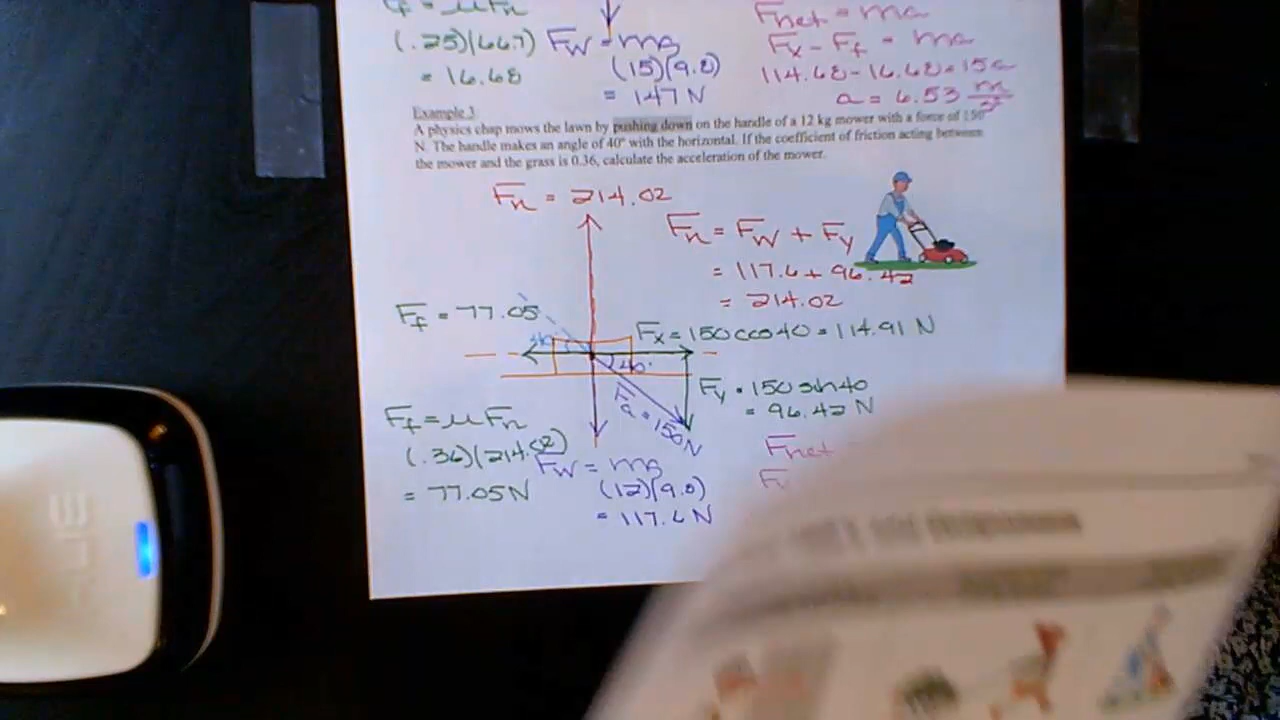 Ff = μFn
(.25)(66.7)
= 16.68
Fw = mg
(15)(9.8)
= 147 N
Fnet = ma
Fx - Ff = ma
114.68 - 16.68 = 15a
a = 6.53 m/s²
Example 3
A physics chap mows the lawn by pushing down on the handle of a 12 kg mower with a force of 150
N. The handle makes an angle of 40° with the horizontal. If the coefficient of friction acting between
the mower and the grass is 0.36, calculate the acceleration of the mower.
Fn = 214.02
Fn = Fw + Fy
= 117.6 + 96.42
= 214.02
Ff = 77.05
Fx = 150 cos 40 = 114.91 N
40°
40°
Fa = 150 N
Fy = 150 sin 40
= 96.42 N
Ff = μFn
(.36)(214.02)
= 77.05 N
Fw = mg
(12)(9.8)
= 117.6 N
Fnet